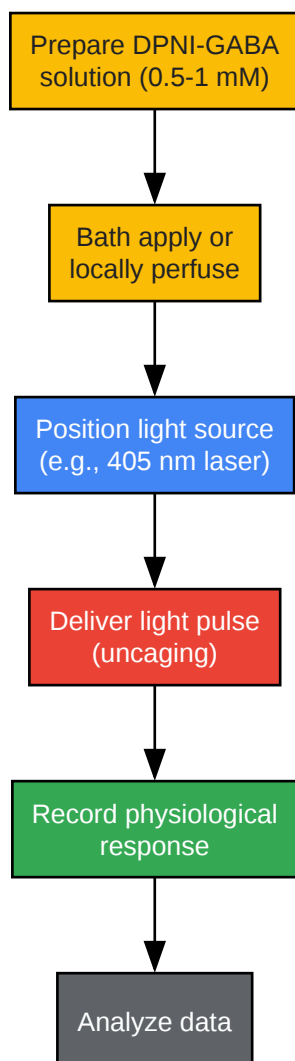 Prepare DPNI-GABA
solution (0.5-1 mM)
Bath apply or
locally perfuse
Position light source
(e.g., 405 nm laser)
Deliver light pulse
(uncaging)
Record physiological
response
Analyze data